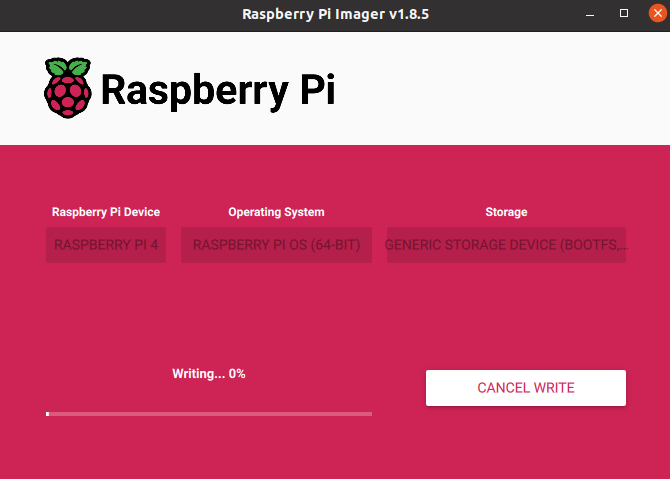 Raspberry Pi Imager v1.8.5
Raspberry Pi
Raspberry Pi Device
Operating System
Storage
RASPBERRY PI 4
RASPBERRY PI OS (64-BIT)
GENERIC STORAGE DEVICE (BOOTFS,...
Writing... 0%
CANCEL WRITE